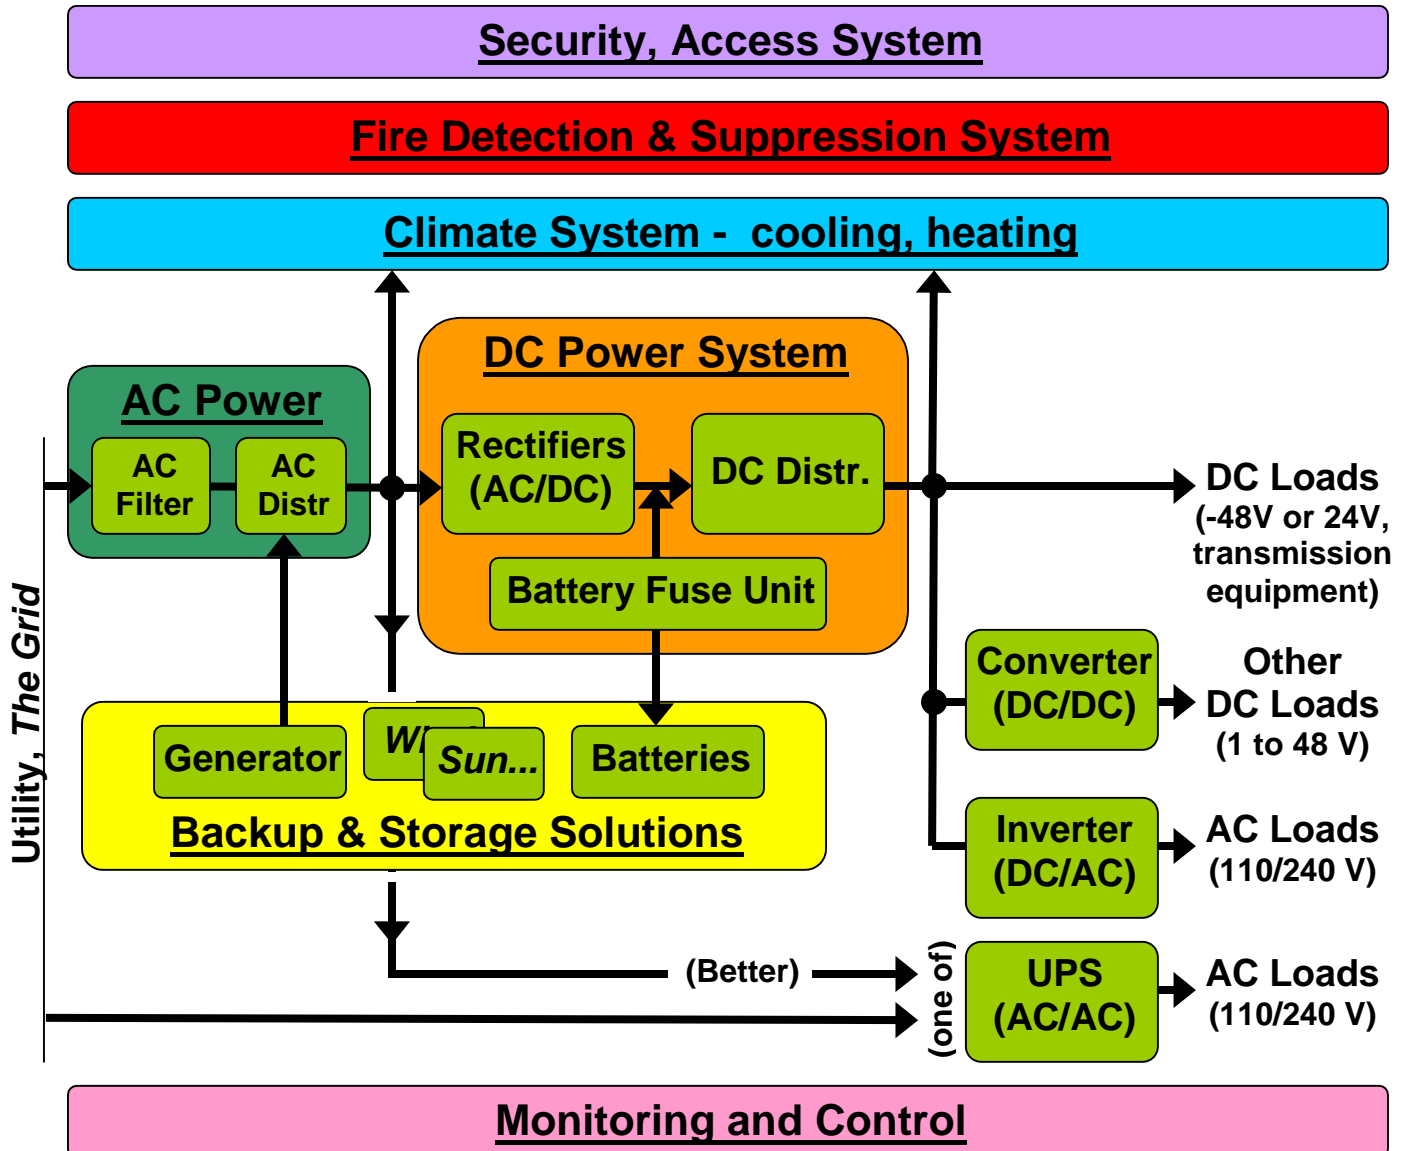 Security, Access System
Fire Detection & Suppression System
Climate System - cooling, heating
DC Power System
AC Power
Rectifiers
(AC/DC)
DC Distr.
AC
Filter
AC
Distr
DC Loads
(-48V or 24V,
transmission
equipment)
Battery Fuse Unit
Utility, The Grid
Converter
(DC/DC)
Other
DC Loads
(1 to 48 V)
Generator
Sun...
Batteries
Backup & Storage Solutions
Inverter
(DC/AC)
AC Loads
(110/240 V)
(Better)
(one of)
UPS
(AC/AC)
AC Loads
(110/240 V)
Monitoring and Control